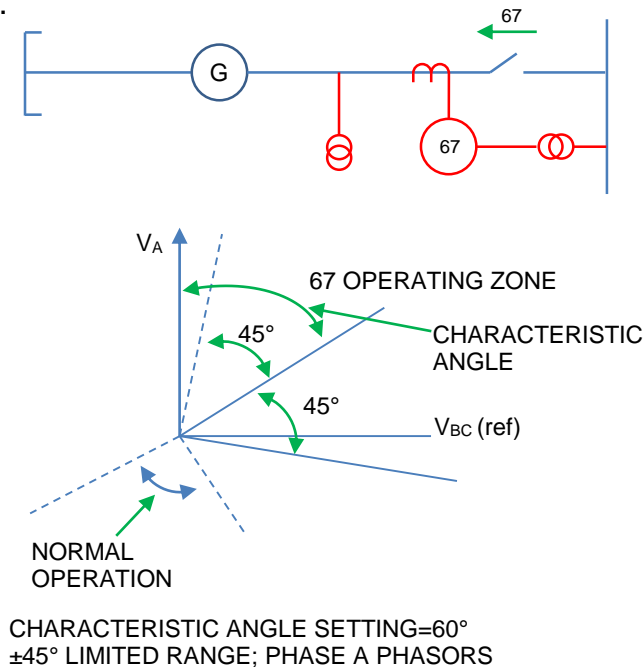 .
67
G
67
VA
67 OPERATING ZONE
45°
CHARACTERISTIC
ANGLE
45°
VBC (ref)
NORMAL
OPERATION
CHARACTERISTIC ANGLE SETTING=60°
±45° LIMITED RANGE; PHASE A PHASORS